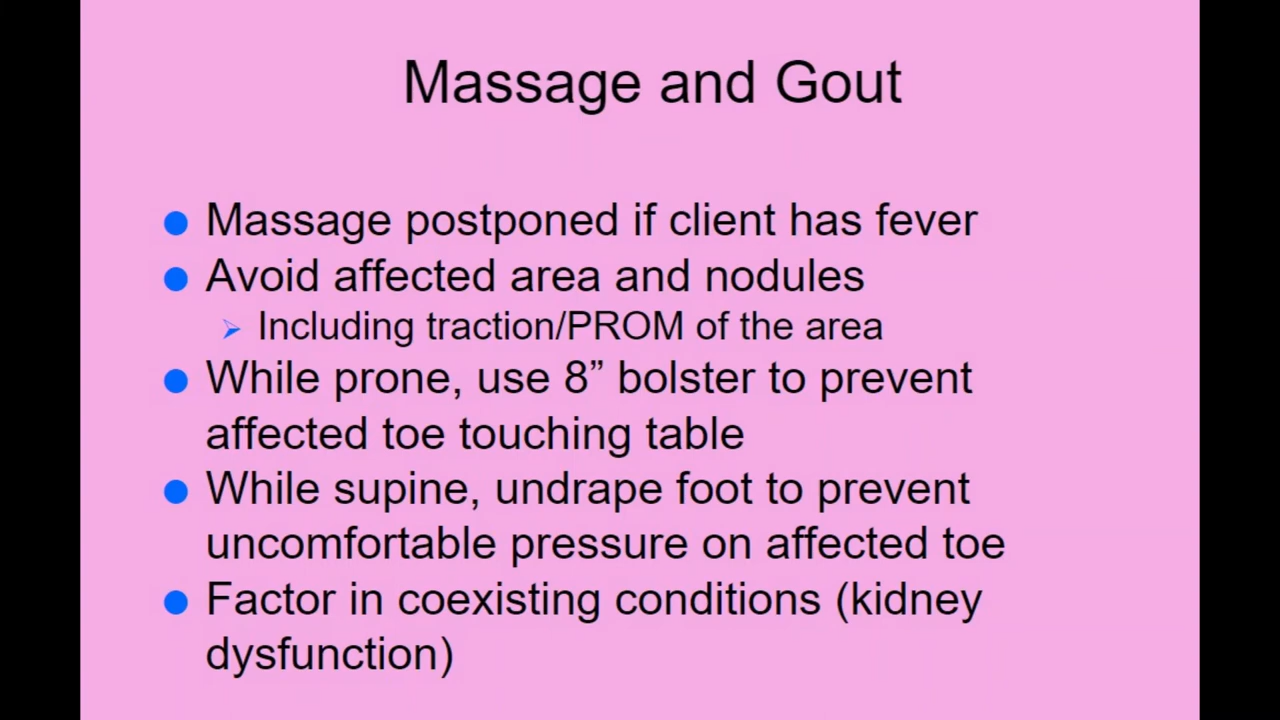 Massage and Gout
Massage postponed if client has fever
Avoid affected area and nodules
Including traction/PROM of the area
While prone, use 8” bolster to prevent
affected toe touching table
While supine, undrape foot to prevent
uncomfortable pressure on affected toe
Factor in coexisting conditions (kidney
dysfunction)